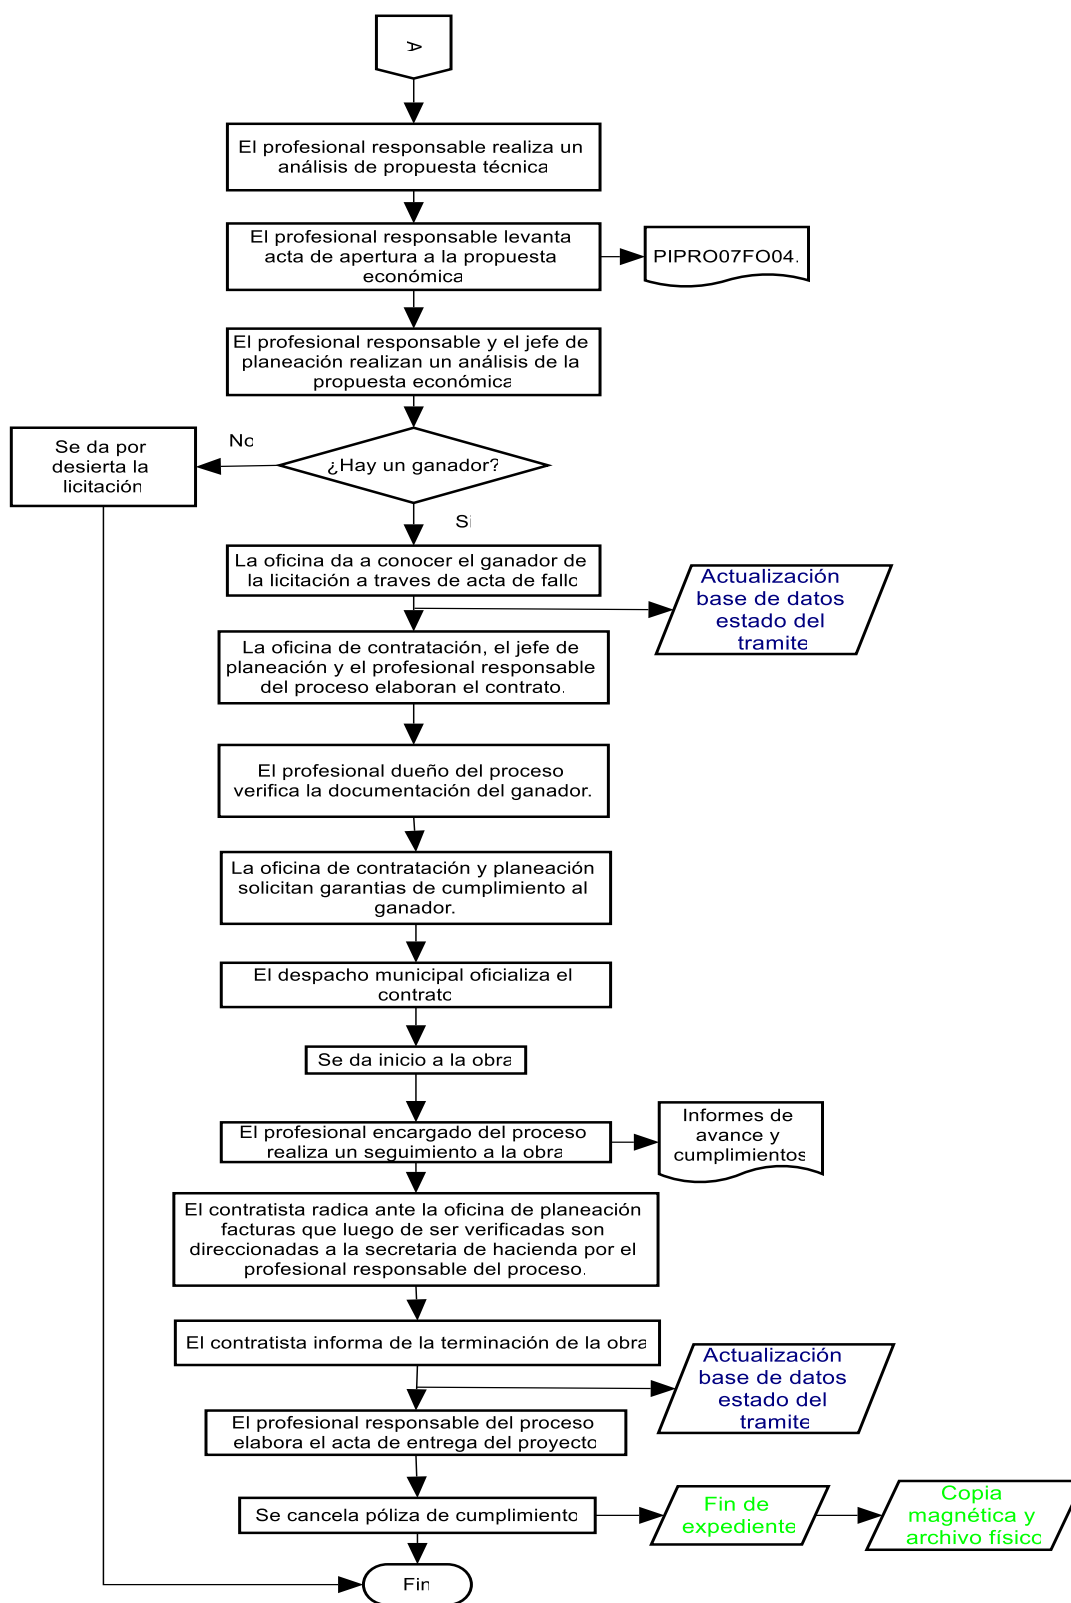 A
El profesional responsable realiza un
análisis de propuesta técnica
El profesional responsable levanta
acta de apertura a la propuesta
económica
PIPRO07FO04.
El profesional responsable y el jefe de
planeación realizan un análisis de la
propuesta económica
¿Hay un ganador?
No
Se da por
desierta la
licitación
Si
La oficina da a conocer el ganador de
la licitación a traves de acta de fallo
Actualización
base de datos
estado del
tramite
La oficina de contratación, el jefe de
planeación y el profesional responsable
del proceso elaboran el contrato.
El profesional dueño del proceso
verifica la documentación del ganador.
La oficina de contratación y planeación
solicitan garantias de cumplimiento al
ganador.
El despacho municipal oficializa el
contrato
Se da inicio a la obra
El profesional encargado del proceso
realiza un seguimiento a la obra
Informes de
avance y
cumplimientos
El contratista radica ante la oficina de planeación
facturas que luego de ser verificadas son
direccionadas a la secretaria de hacienda por el
profesional responsable del proceso.
El contratista informa de la terminación de la obra
Actualización
base de datos
estado del
tramite
El profesional responsable del proceso
elabora el acta de entrega del proyecto
Se cancela póliza de cumplimiento
Fin de
expediente
Copia
magnética y
archivo físico
Fin